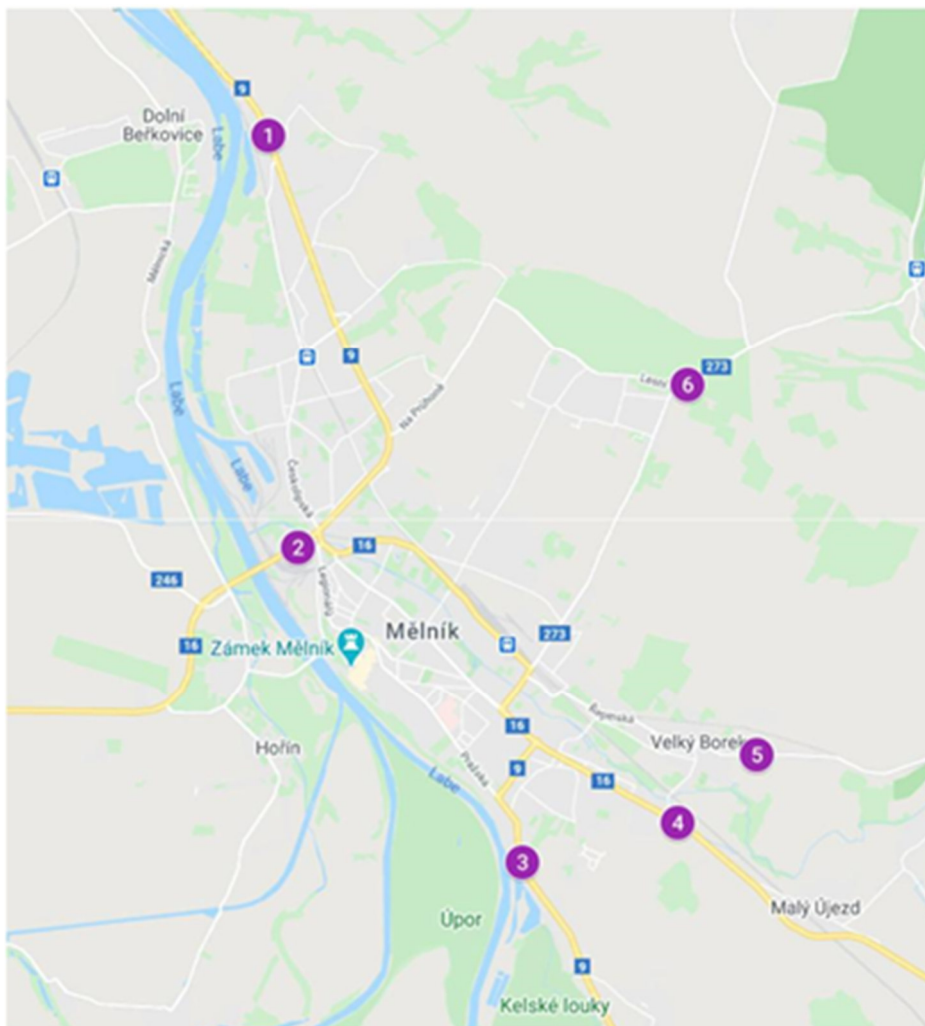 9
Dolní
Beřkovice
Labe
1
Mělnická
9
Labe
Na Průhoně
Lesní
6
273
Labe
Českolipská
2
16
246
Legionářů
16
Zámek Mělník
Mělník
273
Řepínská
16
Velký Borek
5
Hořín
9
Pražská
Labe
16
4
3
Malý Újezd
Úpor
9
Kelské louky